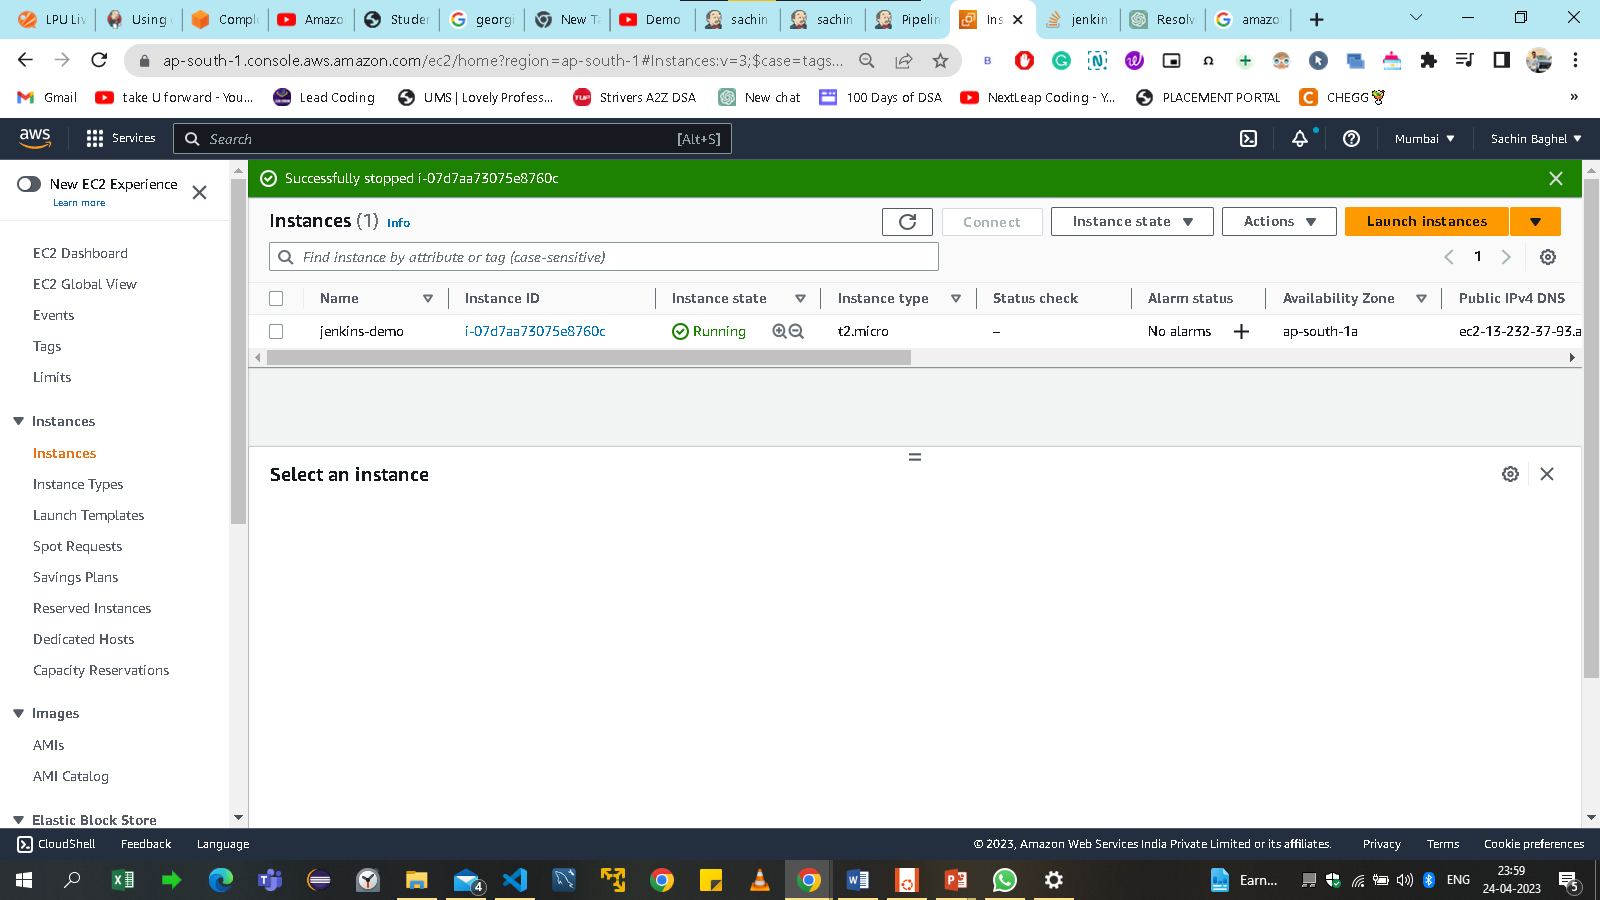 LPU Liv
Using
Comple
Amazo
Studen
georgi
New T
Demo
sachin
sachin
Pipelin
Ins
jenkin
Resolv
amazo
ap-south-1.console.aws.amazon.com/ec2/home?region=ap-south-1#Instances:v=3;$case=tags...
Gmail
take U forward - You...
Lead Coding
UMS | Lovely Profess...
Strivers A2Z DSA
New chat
100 Days of DSA
NextLeap Coding - Y...
PLACEMENT PORTAL
CHEGG
»
aws
Services
Search
[Alt+S]
Mumbai
Sachin Baghel
New EC2 Experience
Learn more
Successfully stopped i-07d7aa73075e8760c
EC2 Dashboard
EC2 Global View
Events
Tags
Limits
Instances
Instances
Instance Types
Launch Templates
Spot Requests
Savings Plans
Reserved Instances
Dedicated Hosts
Capacity Reservations
Images
AMIs
AMI Catalog
Elastic Block Store
Instances (1) Info
Connect
Instance state
Actions
Launch instances
Find instance by attribute or tag (case-sensitive)
1
Name
Instance ID
Instance state
Instance type
Status check
Alarm status
Availability Zone
Public IPv4 DNS
jenkins-demo
i-07d7aa73075e8760c
Running
t2.micro
–
No alarms
ap-south-1a
ec2-13-232-37-93.a
Select an instance
CloudShell
Feedback
Language
© 2023, Amazon Web Services India Private Limited or its affiliates.
Privacy
Terms
Cookie preferences
4
Earn...
ENG
23:59
24-04-2023
5